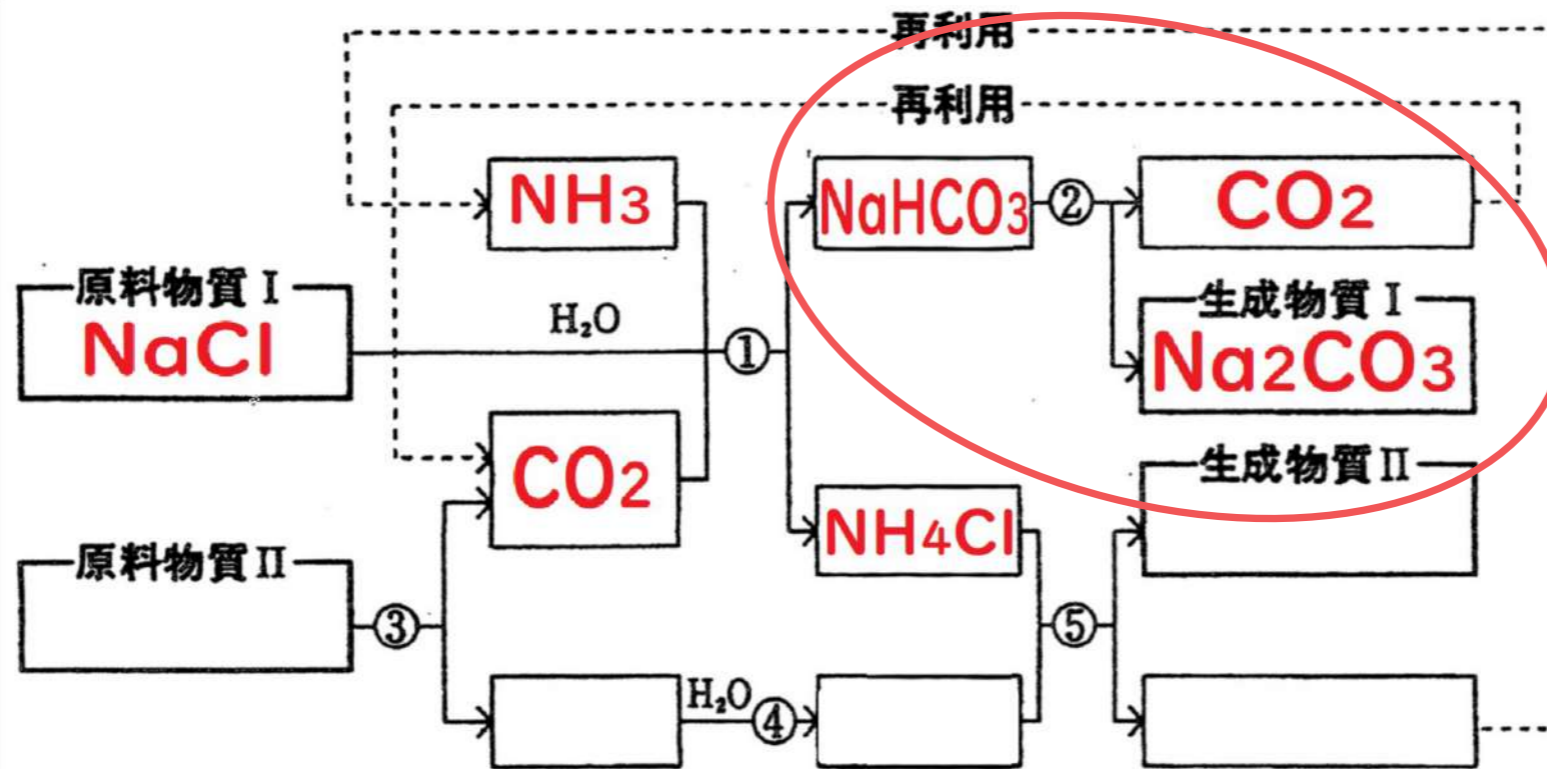 再利用
再利用
NH3
NaHCO3
②
CO2
原料物質 I
NaCl
H₂O
①
生成物質 I
Na2CO3
CO2
生成物質 II
NH4Cl
原料物質 II
③
⑤
H₂O
④